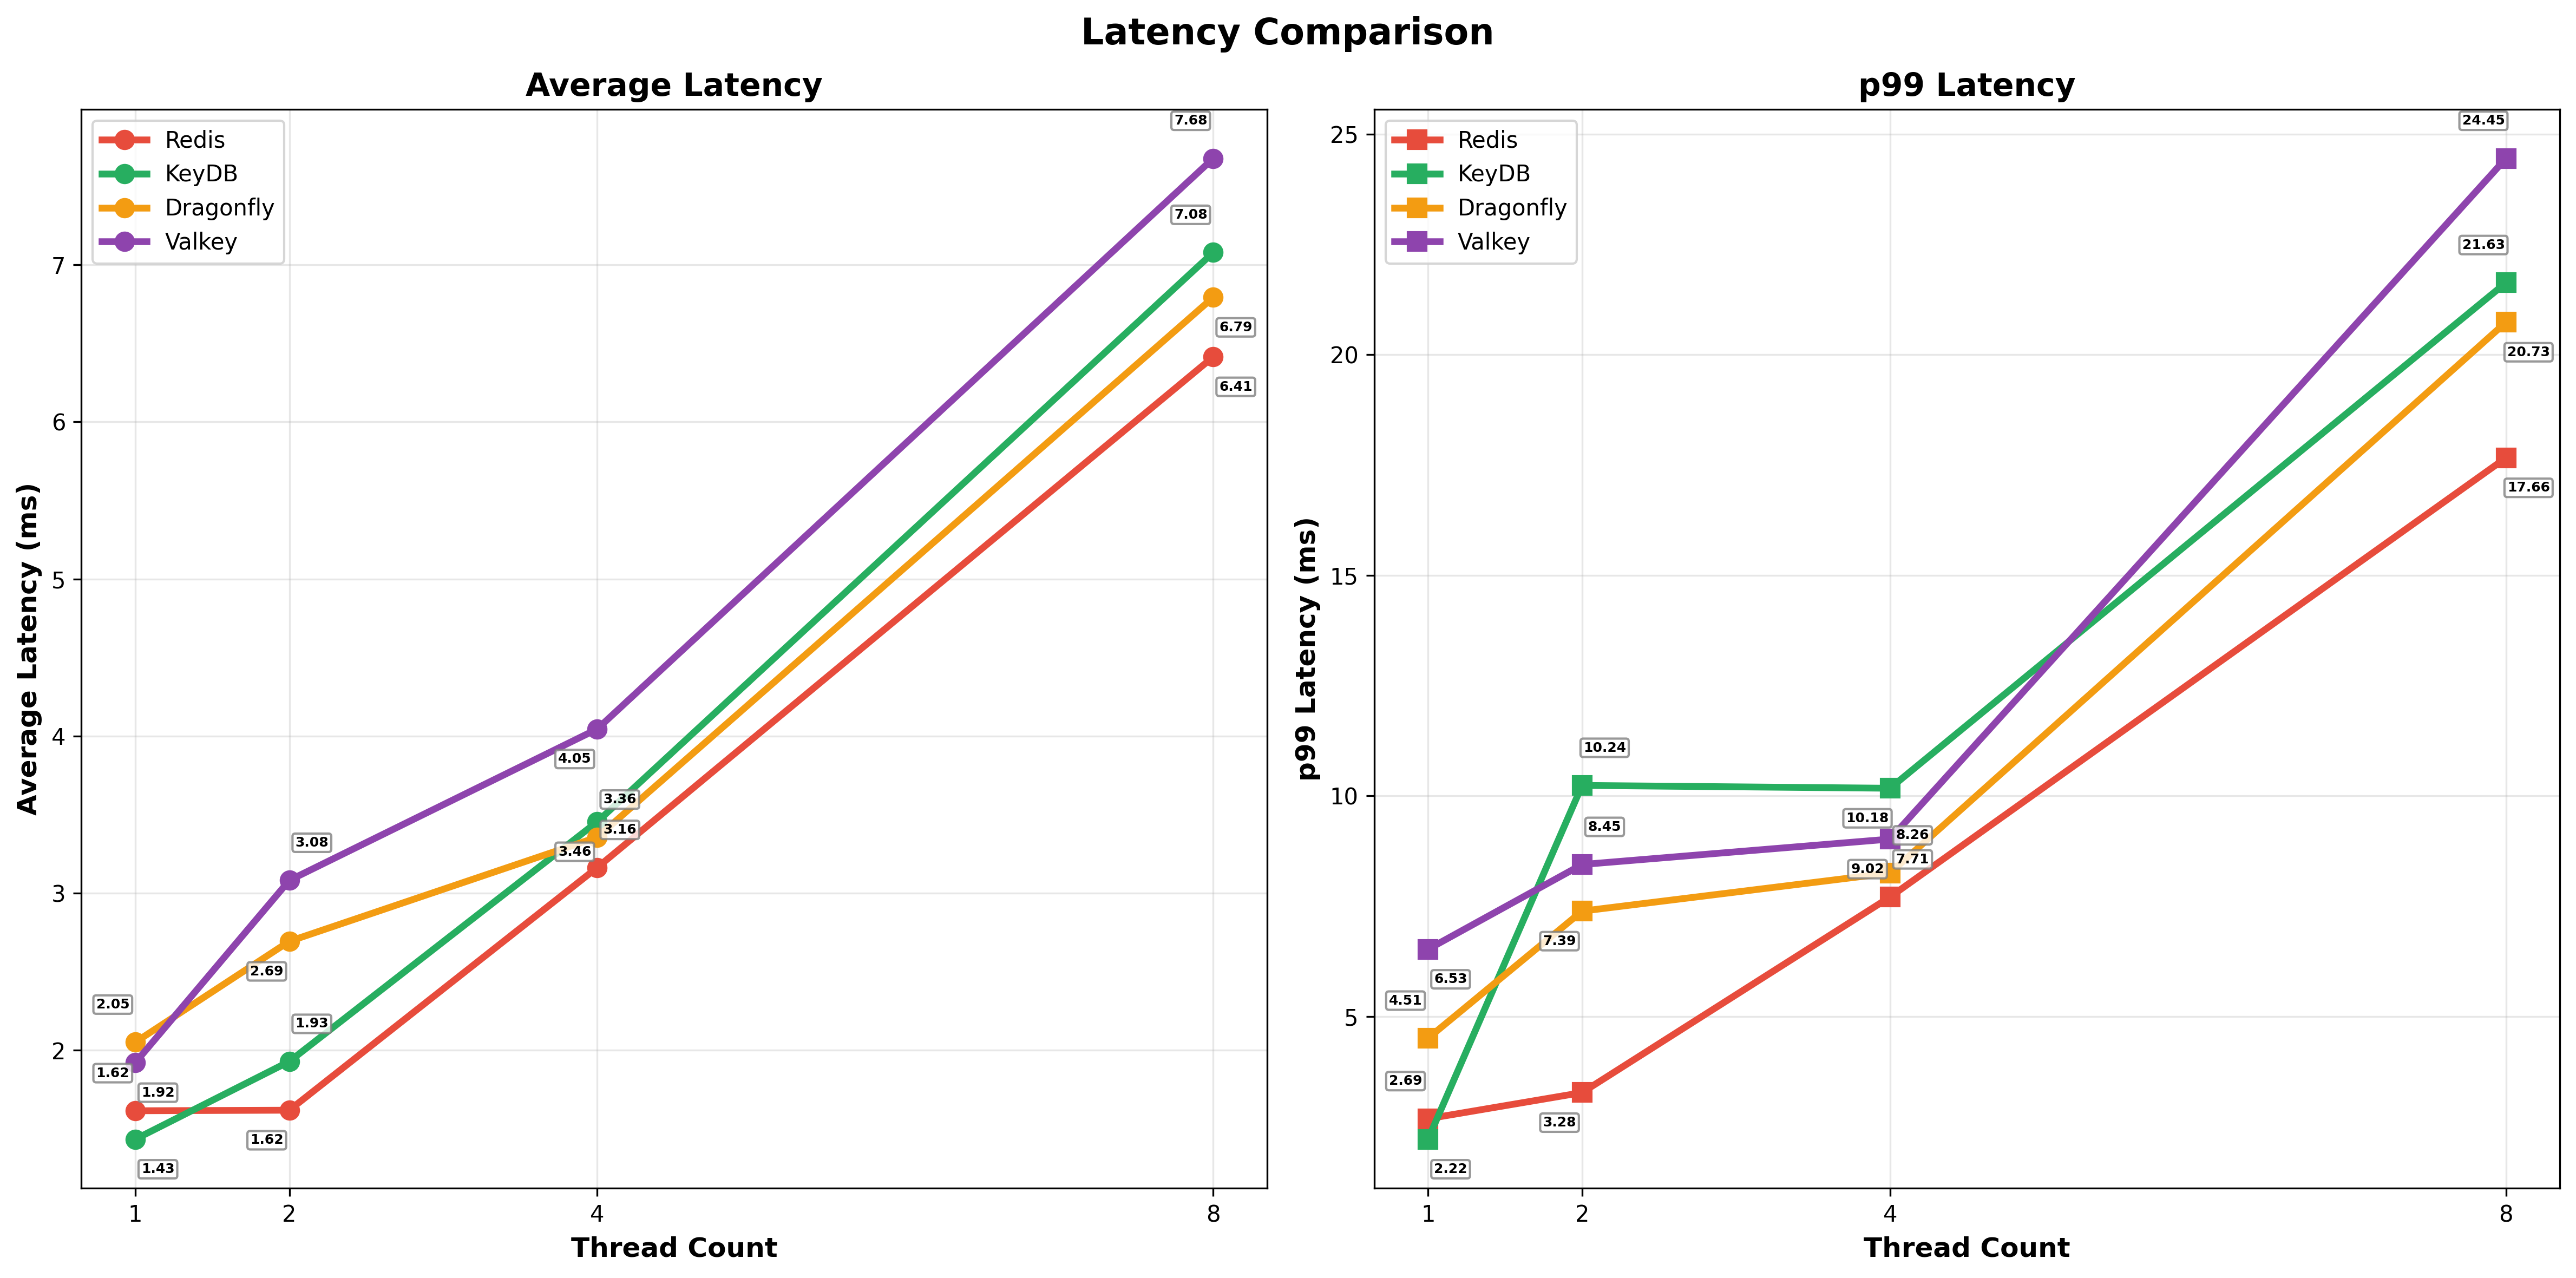 Latency Comparison
Average Latency
Redis
KeyDB
Dragonfly
Valkey
7.68
7.08
6.79
6.41
4.05
3.36
3.16
3.46
3.08
2.69
2.05
1.93
1.62
1.92
1.62
1.43
7
6
5
4
3
2
Average Latency (ms)
1 2 4 8
Thread Count
p99 Latency
Redis
KeyDB
Dragonfly
Valkey
24.45
21.63
20.73
17.66
10.24
10.18
8.45
8.26
7.71
9.02
7.39
6.53
4.51
2.69
3.28
2.22
25
20
15
10
5
p99 Latency (ms)
1 2 4 8
Thread Count